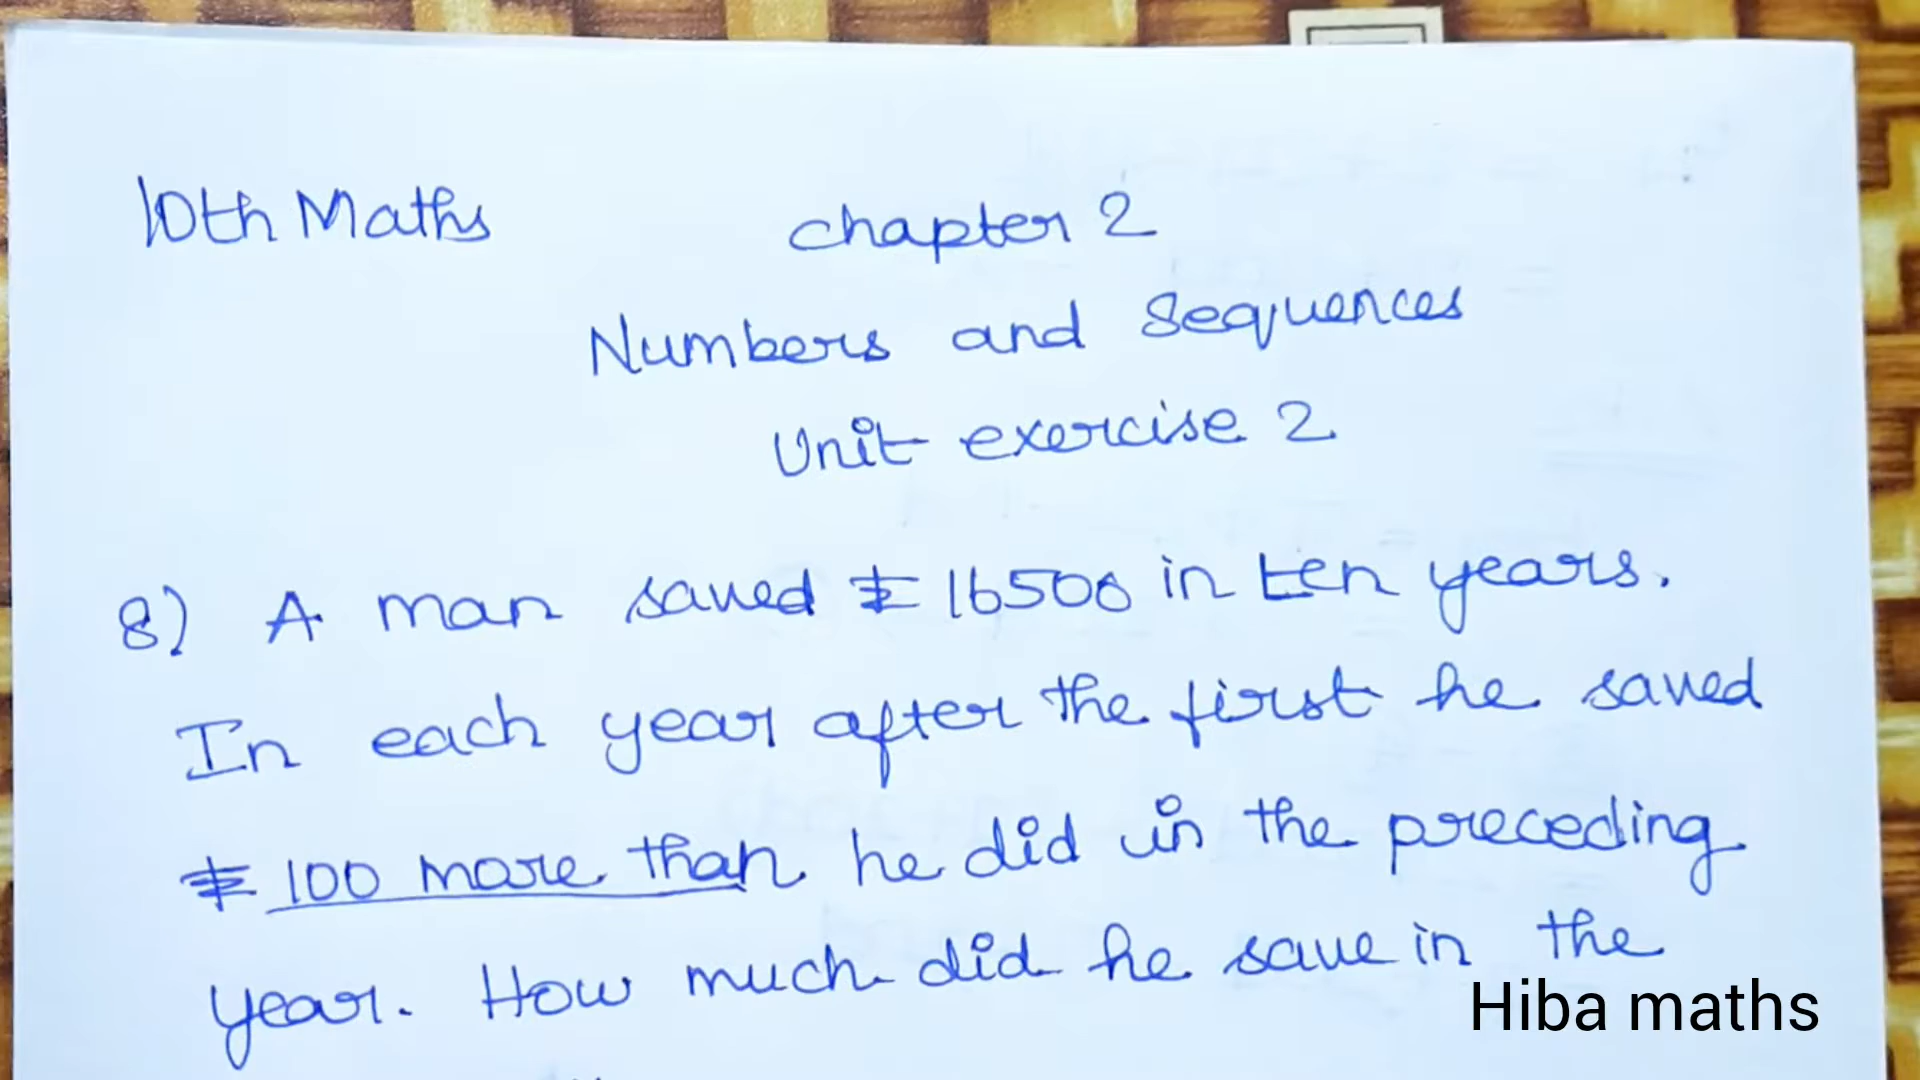 10th Maths chapter 2
Numbers and Sequences
Unit exercise 2
8) A man saved ₹ 16500 in ten years.
In each year after the first he saved
₹ 100 more than he did in the preceding
year. How much did he save in the
Hiba maths